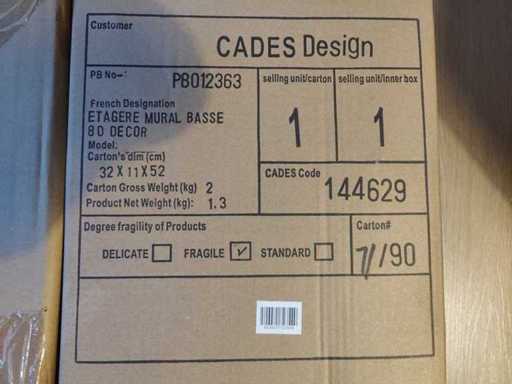 Customer
CADES Design
PB No-:
PB012363
selling unit/carton
selling unit/inner box
1
1
French Designation
ETAGERE MURAL BASSE
8D DECOR
Model:
Carton's dim (cm)
32 X 11 X 52
Carton Gross Weight (kg) 2
Product Net Weight (kg): 1.3
CADES Code
144629
Degree fragility of Products
DELICATE FRAGILE ✓ STANDARD
Carton#
71/90